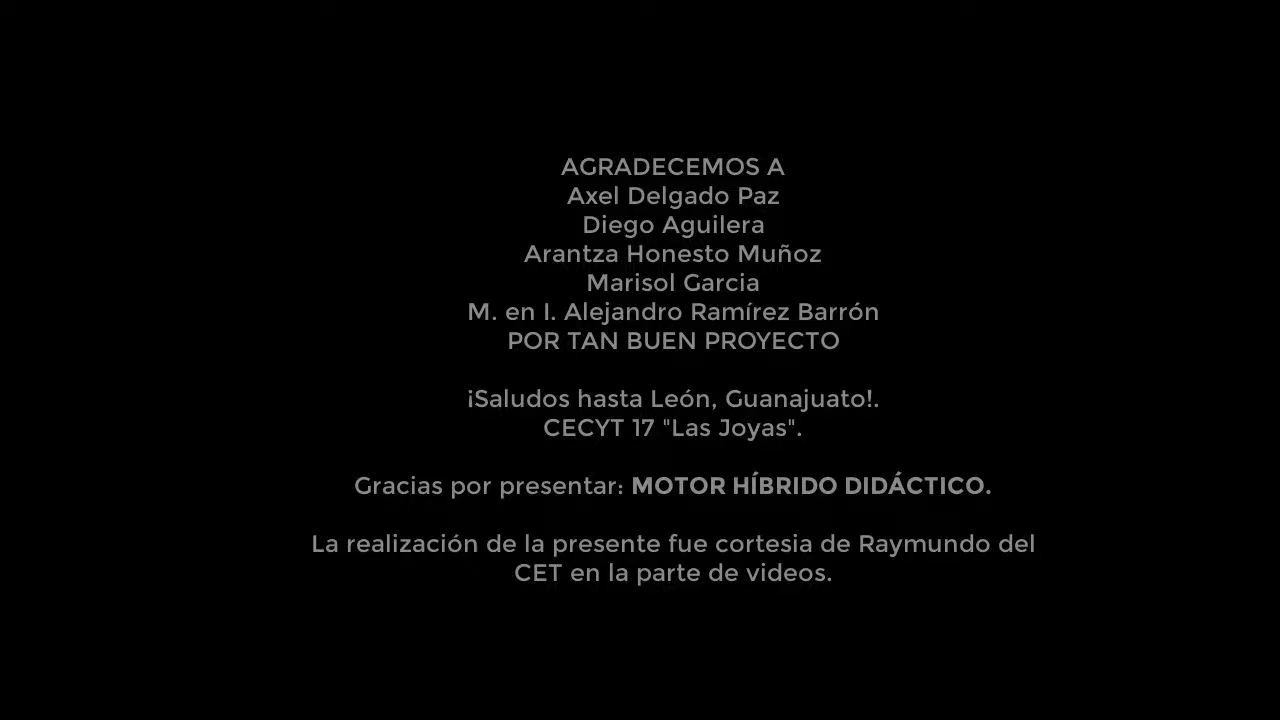 AGRADECEMOS A
Axel Delgado Paz
Diego Aguilera
Arantza Honesto Muñoz
Marisol Garcia
M. en I. Alejandro Ramírez Barrón
POR TAN BUEN PROYECTO
¡Saludos hasta León, Guanajuato!.
CECYT 17 "Las Joyas".
Gracias por presentar: MOTOR HÍBRIDO DIDÁCTICO.
La realización de la presente fue cortesia de Raymundo del
CET en la parte de videos.